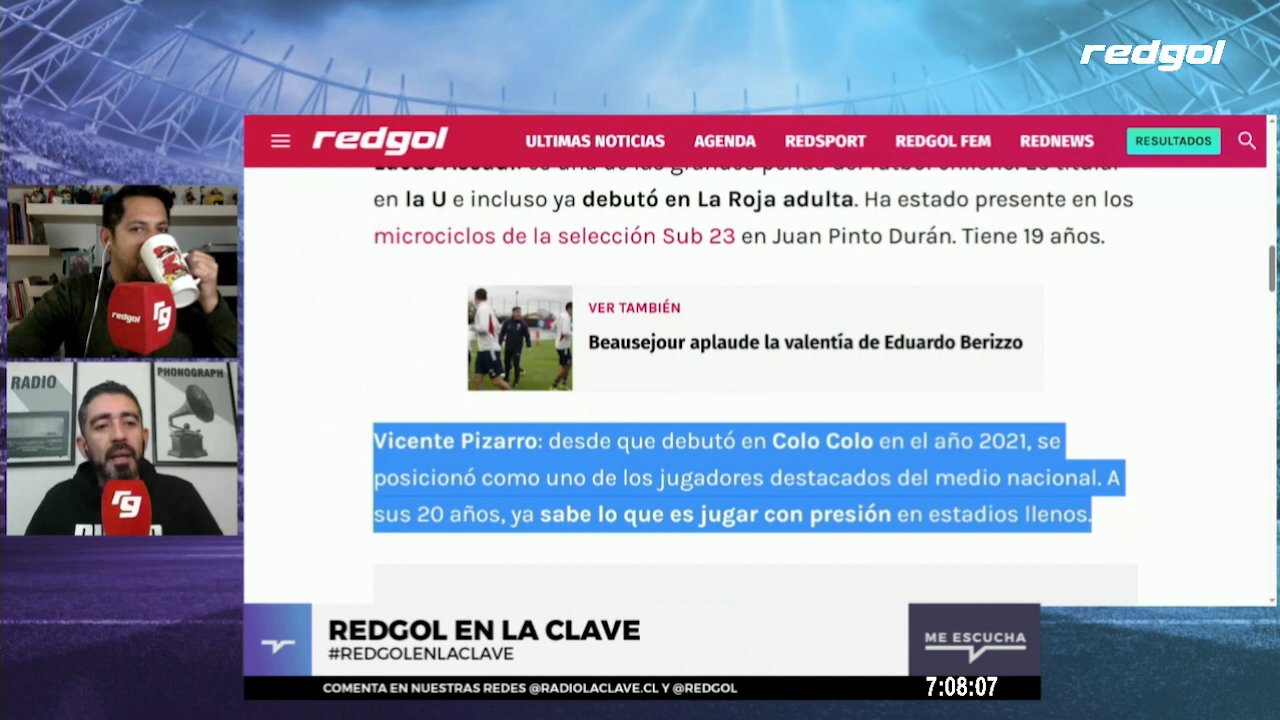 redgol
redgol
ULTIMAS NOTICIAS
AGENDA
REDSPORT
REDGOL FEM
REDNEWS
RESULTADOS
en la U e incluso ya debutó en La Roja adulta. Ha estado presente en los
microciclos de la selección Sub 23 en Juan Pinto Durán. Tiene 19 años.
VER TAMBIÉN
Beausejour aplaude la valentía de Eduardo Berizzo
Vicente Pizarro: desde que debutó en Colo Colo en el año 2021, se
posicionó como uno de los jugadores destacados del medio nacional. A
sus 20 años, ya sabe lo que es jugar con presión en estadios llenos.
redgol
rg
RADIO
PHONOGRAPH
rg
REDGOL EN LA CLAVE
#REDGOLENLACLAVE
ME ESCUCHA
COMENTA EN NUESTRAS REDES @RADIOLACLAVE.CL Y @REDGOL
7:08:07